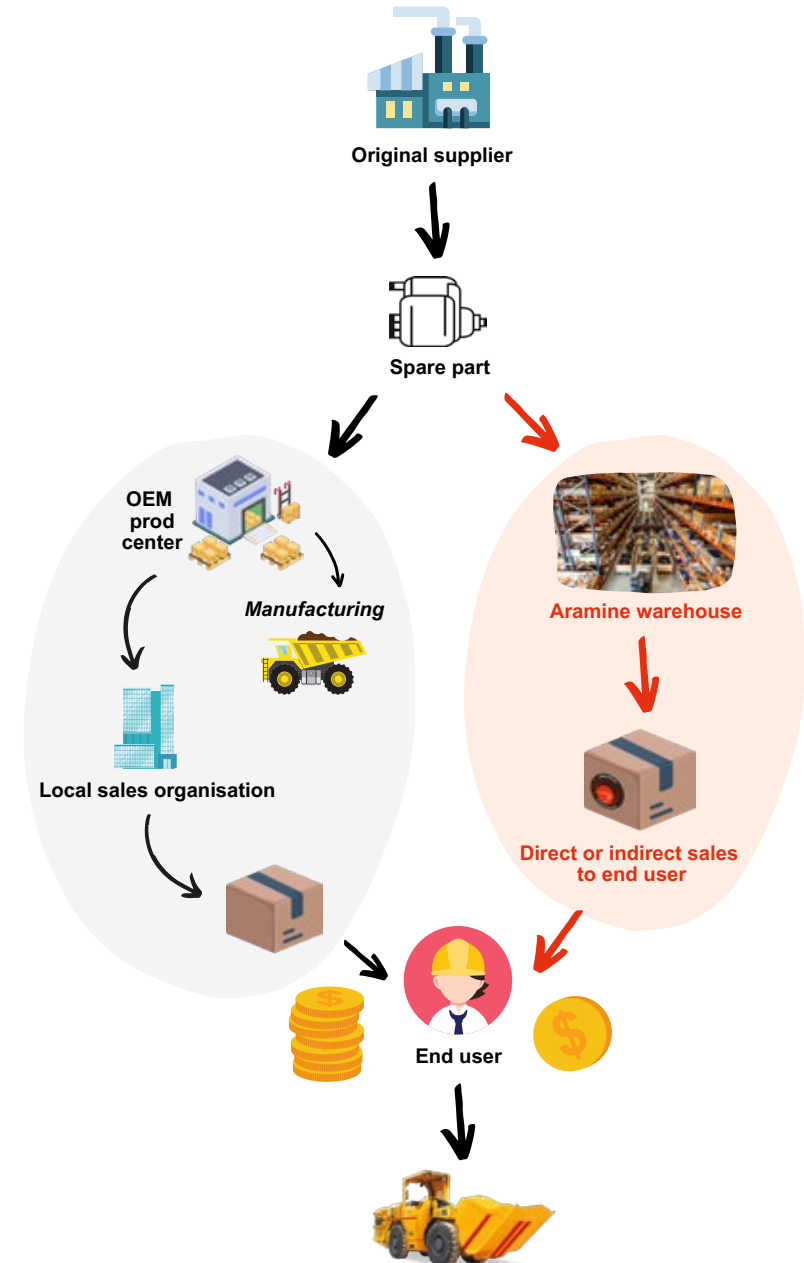 Original supplier
Spare part
OEM
prod
center
Manufacturing
Local sales organisation
Aramine warehouse
Direct or indirect sales
to end user
$
$
End user